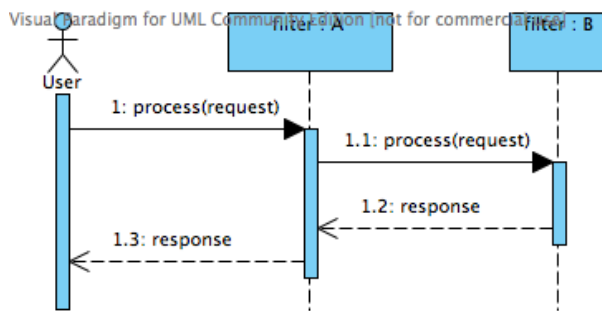 Visual Paradigm for UML Community Edition [not for commercial use]
filter : A
filter : B
User
1: process(request)
1.1: process(request)
1.2: response
1.3: response